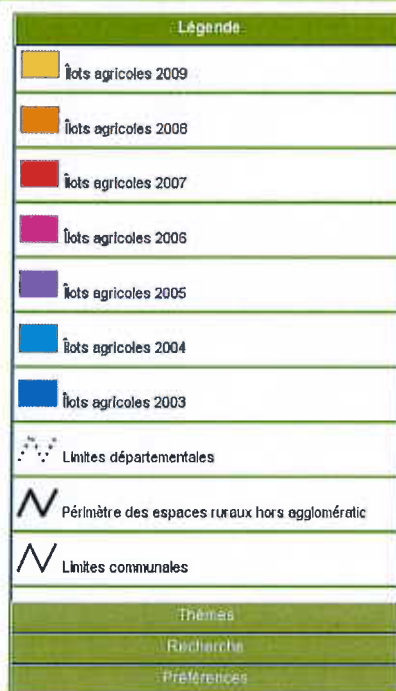 Légende
Îlots agricoles 2009
Îlots agricoles 2008
Îlots agricoles 2007
Îlots agricoles 2006
Îlots agricoles 2005
Îlots agricoles 2004
Îlots agricoles 2003
Limites départementales
Périmètre des espaces ruraux hors agglomératic
Limites communales
Thèmes
Recherche
Préférences